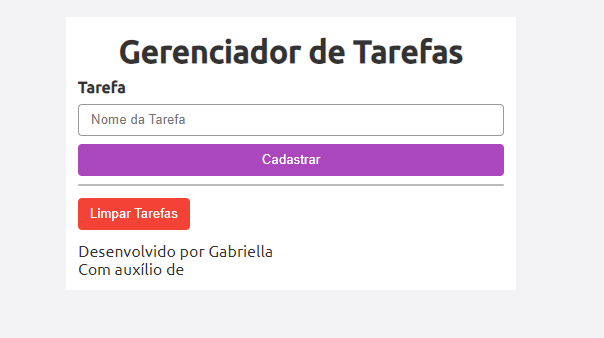 Gerenciador de Tarefas
Tarefa
Nome da Tarefa
Cadastrar
Limpar Tarefas
Desenvolvido por Gabriella
Com auxílio de